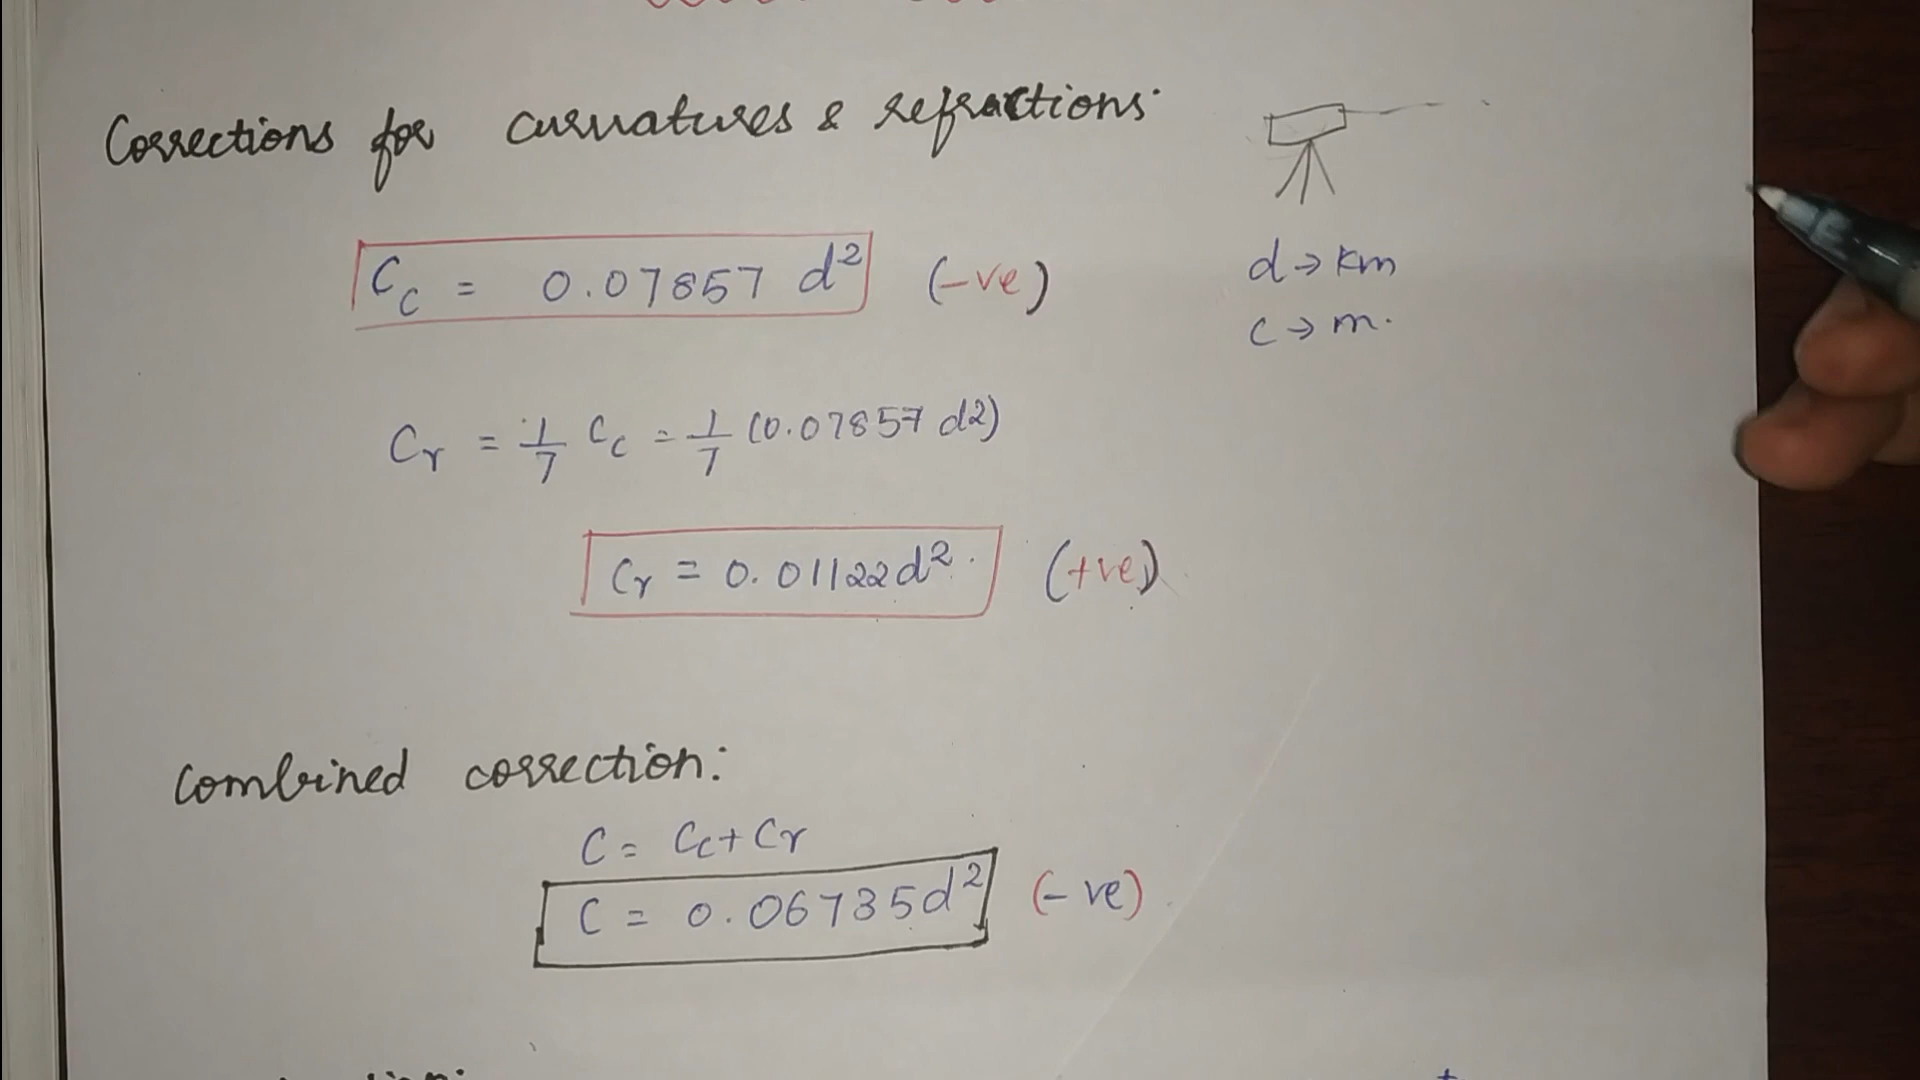 Corrections for curvatures & refractions.
Cc = 0.07857 d² (-ve)
d → km
c → m.
Cr = 1/7 Cc = 1/7 (0.07857 d2)
Cr = 0.01122d². (+ve)
combined correction:
C = Cc + Cr
C = 0.06735d² (-ve)